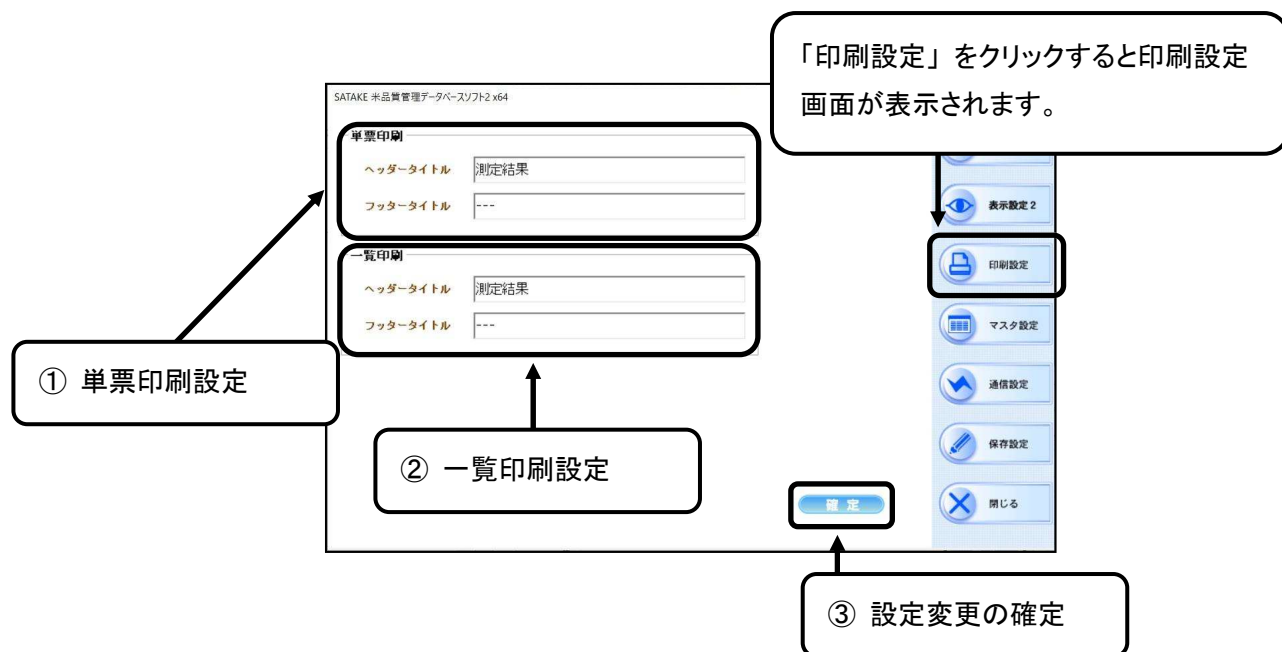 「印刷設定」をクリックすると印刷設定
画面が表示されます。
SATAKE 米品質管理データベースソフト2 x64
単票印刷
ヘッダータイトル 測定結果
フッタータイトル ---
一覧印刷
ヘッダータイトル 測定結果
フッタータイトル ---
表示設定2
印刷設定
マスタ設定
通信設定
保存設定
閉じる
確定
① 単票印刷設定
② 一覧印刷設定
③ 設定変更の確定